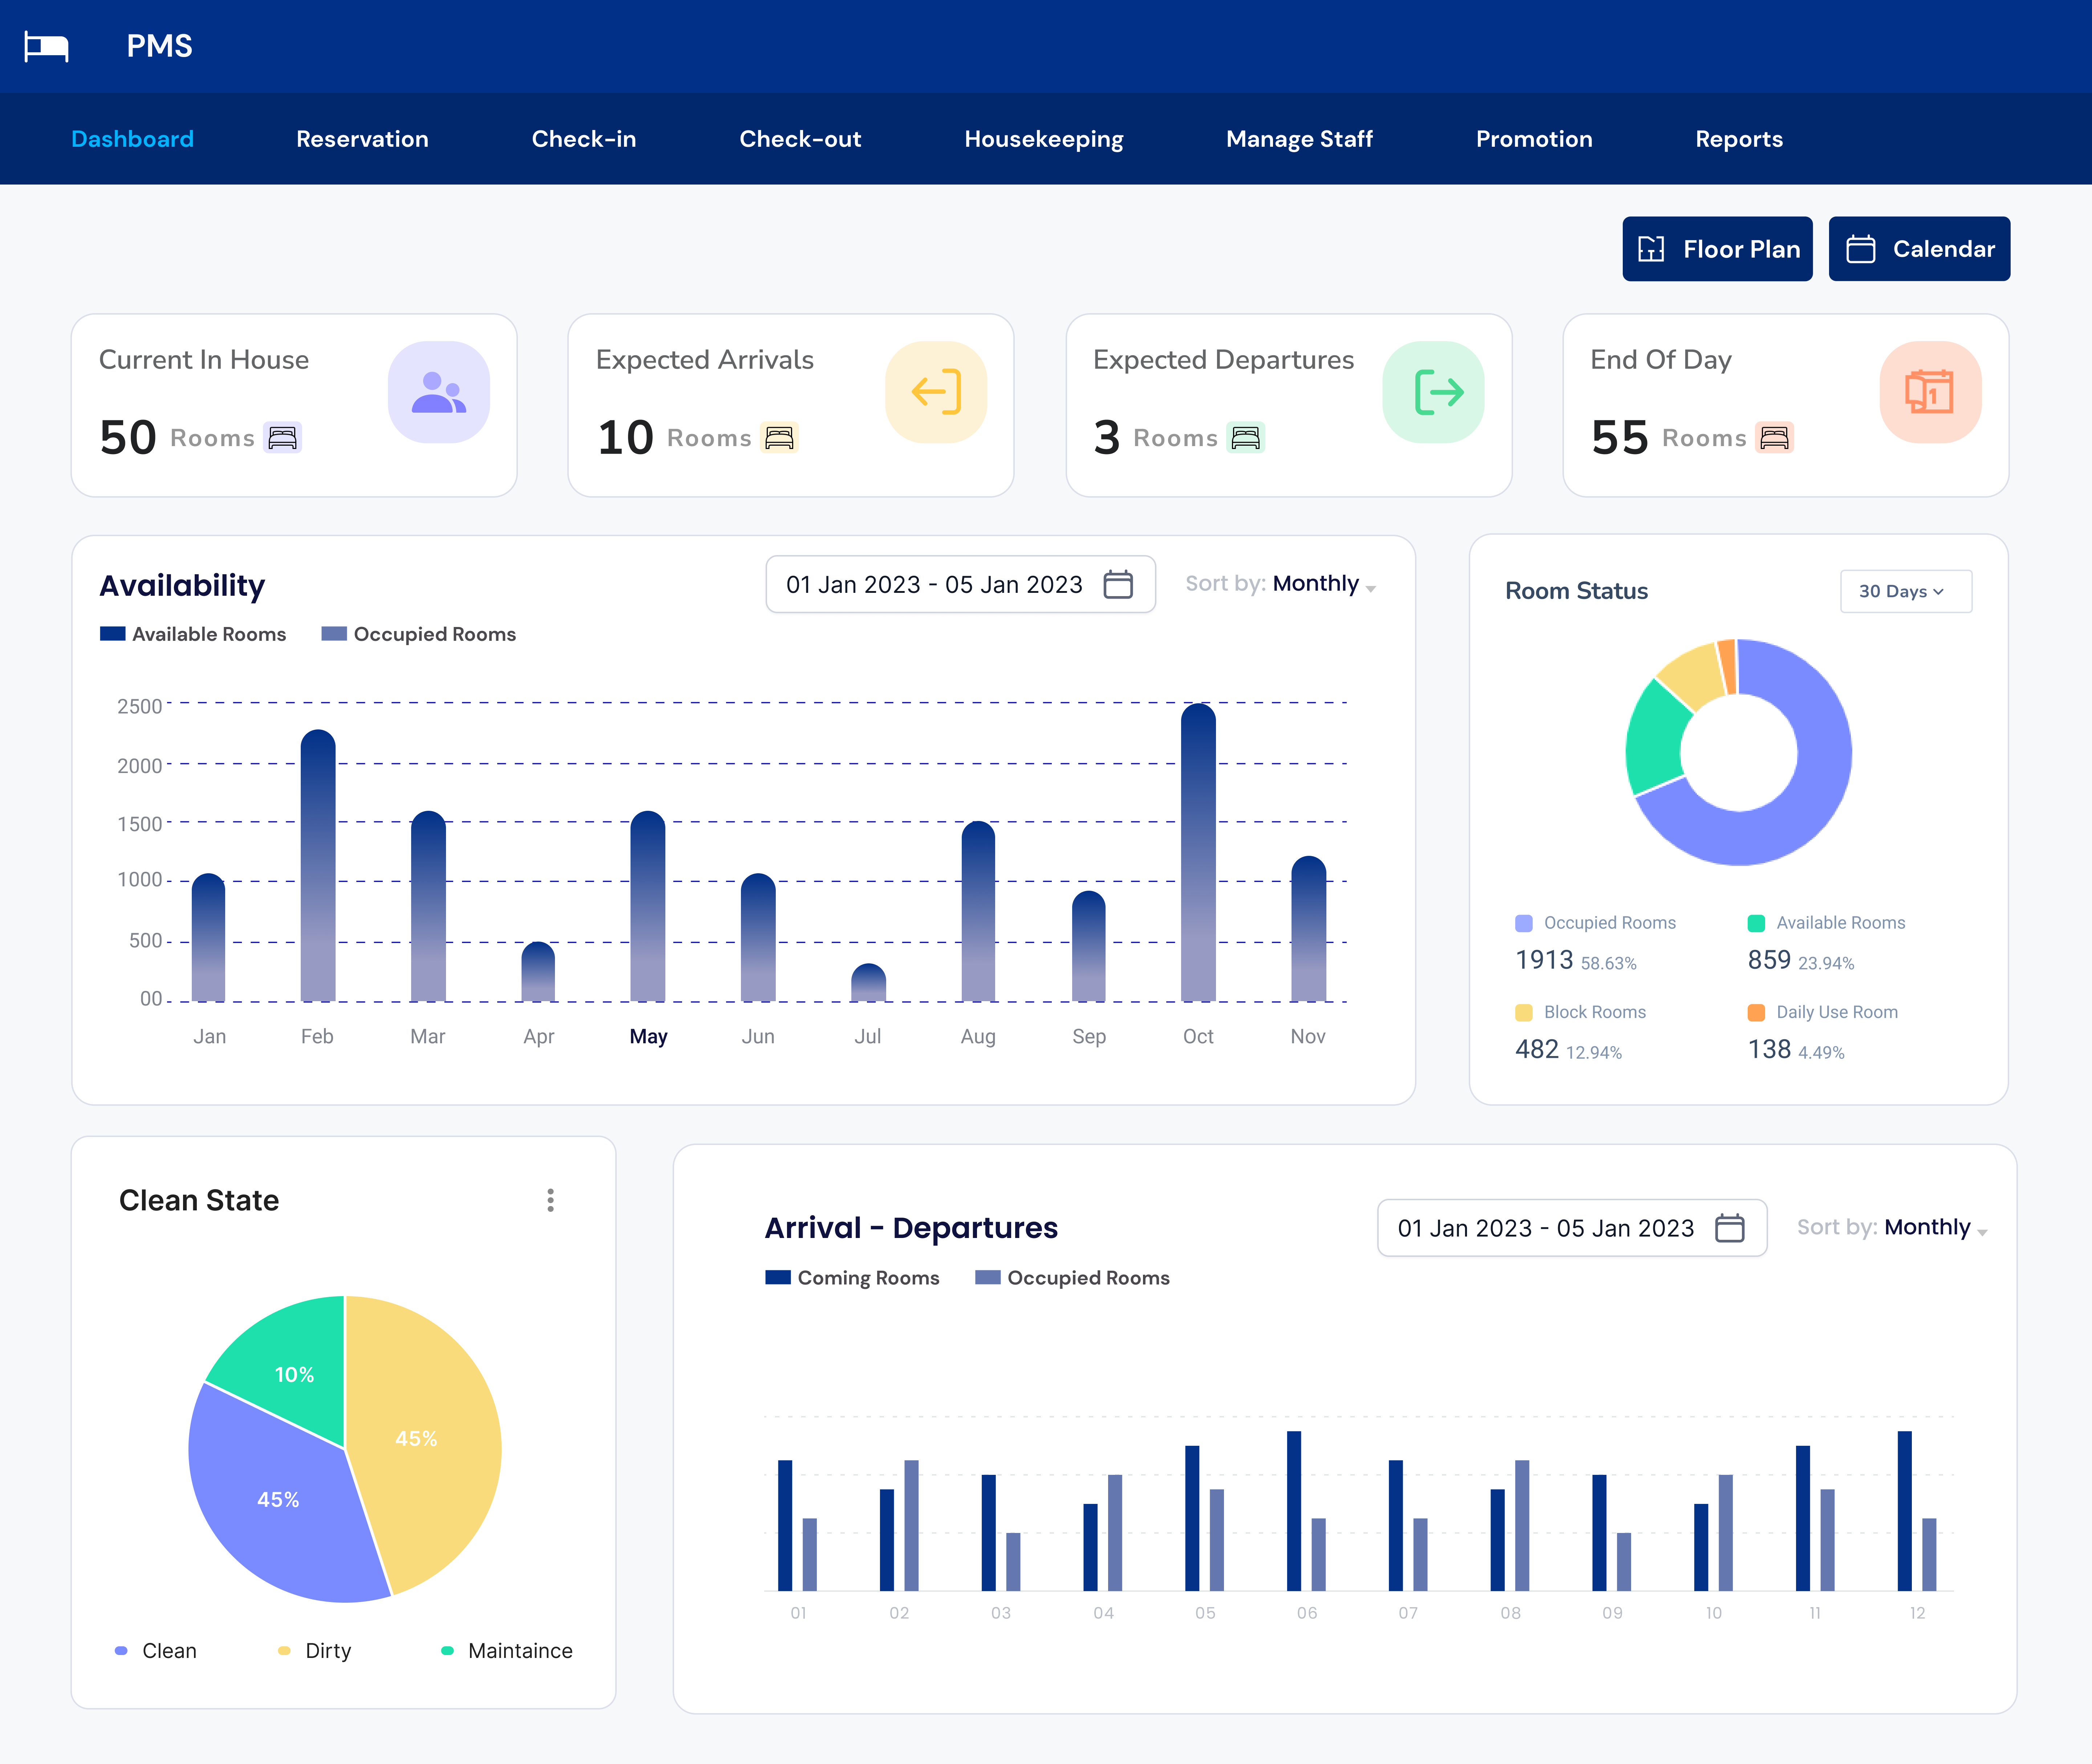 PMS
Dashboard Reservation Check-in Check-out Housekeeping Manage Staff Promotion Reports
Floor Plan Calendar
Current In House Expected Arrivals Expected Departures End Of Day
1
50 Rooms 10 Rooms 3 Rooms 55 Rooms
Availability 01 Jan 2023 - 05 Jan 2023 Sort by: Monthly
Available Rooms Occupied Rooms
2500
2000
1500
1000
500
00
Jan Feb Mar Apr May Jun Jul Aug Sep Oct Nov
Room Status 30 Days
Occupied Rooms Available Rooms
1913 58.63% 859 23.94%
Block Rooms Daily Use Room
482 12.94% 138 4.49%
Clean State
10%
45%
45%
Clean Dirty Maintaince
Arrival - Departures 01 Jan 2023 - 05 Jan 2023 Sort by: Monthly
Coming Rooms Occupied Rooms
01 02 03 04 05 06 07 08 09 10 11 12